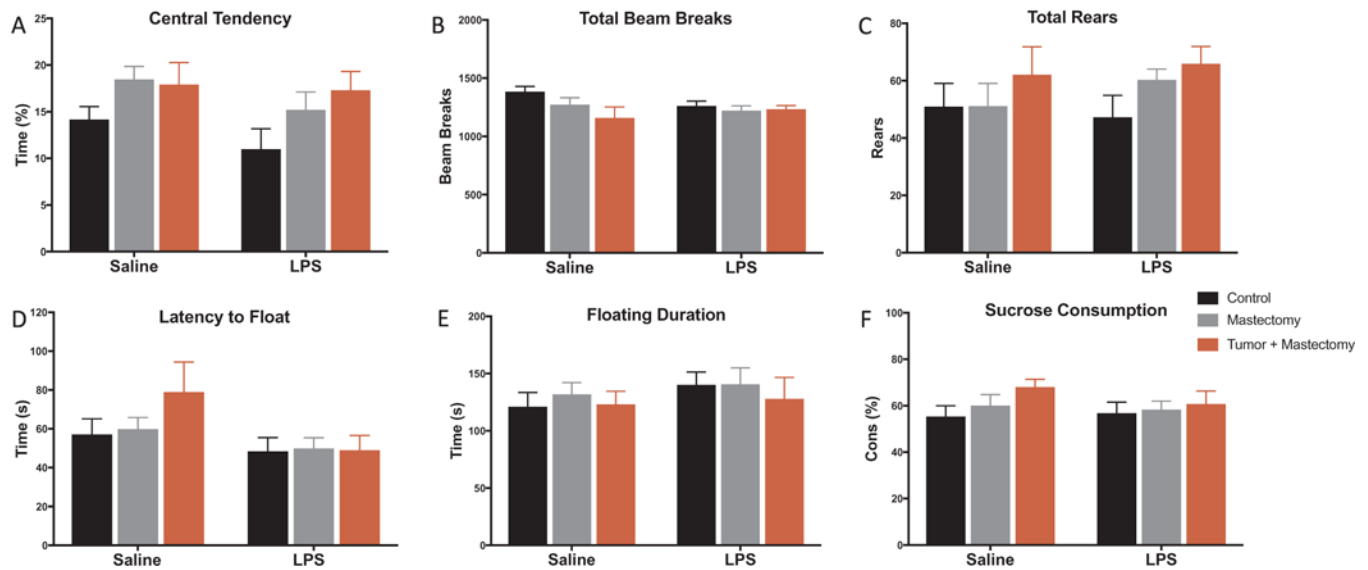 A
Central Tendency
Time (%)
25
20
15
10
5
0
Saline
LPS
B
Total Beam Breaks
Beam Breaks
2000
1500
1000
500
0
Saline
LPS
C
Total Rears
Rears
80
60
40
20
0
Saline
LPS
D
Latency to Float
Time (s)
120
100
80
60
40
20
0
Saline
LPS
E
Floating Duration
Time (s)
200
150
100
50
0
Saline
LPS
F
Sucrose Consumption
Cons (%)
100
80
60
40
20
0
Saline
LPS
Control
Mastectomy
Tumor + Mastectomy